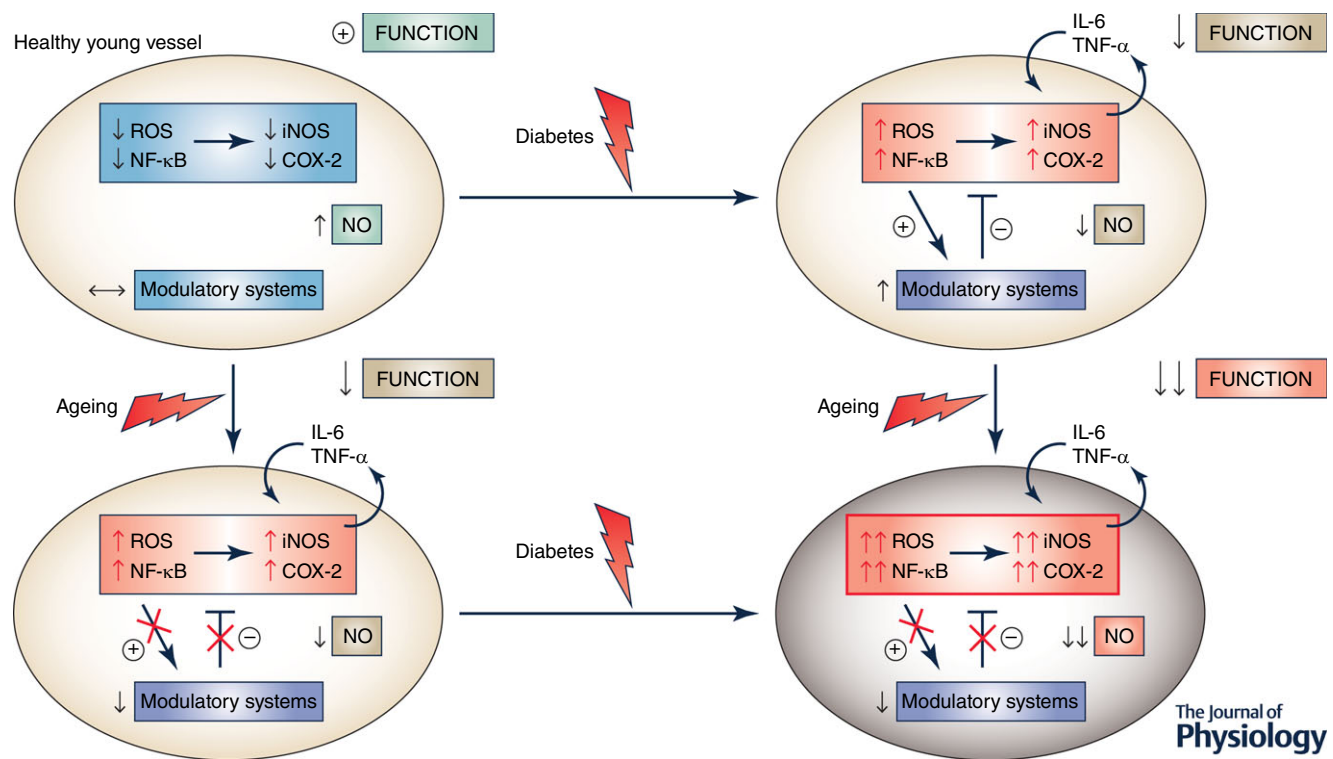 Healthy young vessel
⊕ FUNCTION
↓ ROS → ↓ iNOS
↓ NF-κB ↓ COX-2
↑ NO
↔ Modulatory systems
Diabetes
↓ FUNCTION
IL-6
TNF-α
↑ ROS → ↑ iNOS
↑ NF-κB ↑ COX-2
⊕ ⊖
↓ NO
↑ Modulatory systems
Ageing
↓ FUNCTION
IL-6
TNF-α
↑ ROS → ↑ iNOS
↑ NF-κB ↑ COX-2
⊕ ⊖
↓ NO
↓ Modulatory systems
Diabetes
Ageing
↓↓ FUNCTION
IL-6
TNF-α
↑↑ ROS → ↑↑ iNOS
↑↑ NF-κB ↑↑ COX-2
⊕ ⊖
↓↓ NO
↓ Modulatory systems
The Journal of
Physiology